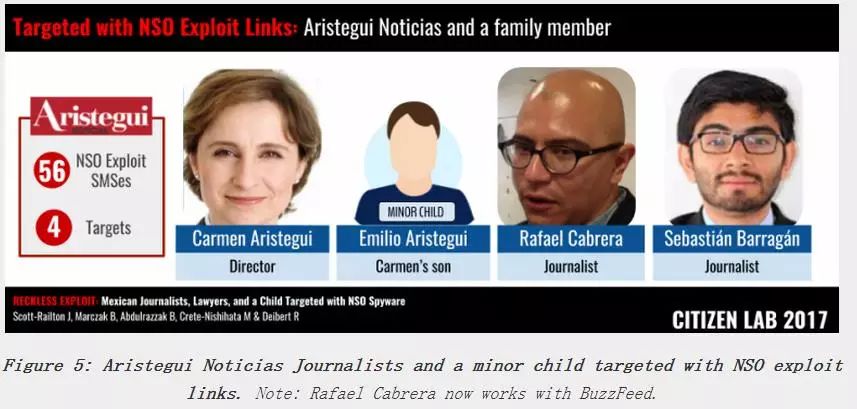 Targeted with NSO Exploit Links: Aristegui Noticias and a family member
Aristegui
NOTICIAS
56 NSO Exploit
SMSes
4 Targets
MINOR CHILD
Carmen Aristegui
Director
Emilio Aristegui
Carmen's son
Rafael Cabrera
Journalist
Sebastián Barragán
Journalist
RECKLESS EXPLOIT: Mexican Journalists, Lawyers, and a Child Targeted with NSO Spyware
Scott-Railton J, Marczak B, Abdulrazzak B, Crete-Nishihata M & Deibert R
CITIZEN LAB 2017
Figure 5: Aristegui Noticias Journalists and a minor child targeted with NSO exploit
links. Note: Rafael Cabrera now works with BuzzFeed.